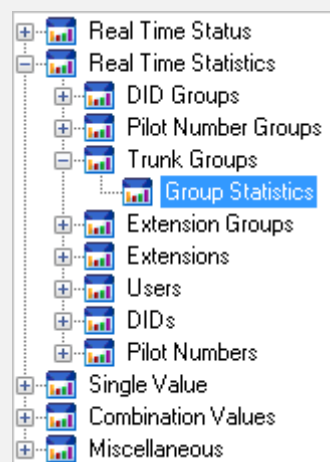 Real Time Status
Real Time Statistics
DID Groups
Pilot Number Groups
Trunk Groups
Group Statistics
Extension Groups
Extensions
Users
DIDs
Pilot Numbers
Single Value
Combination Values
Miscellaneous